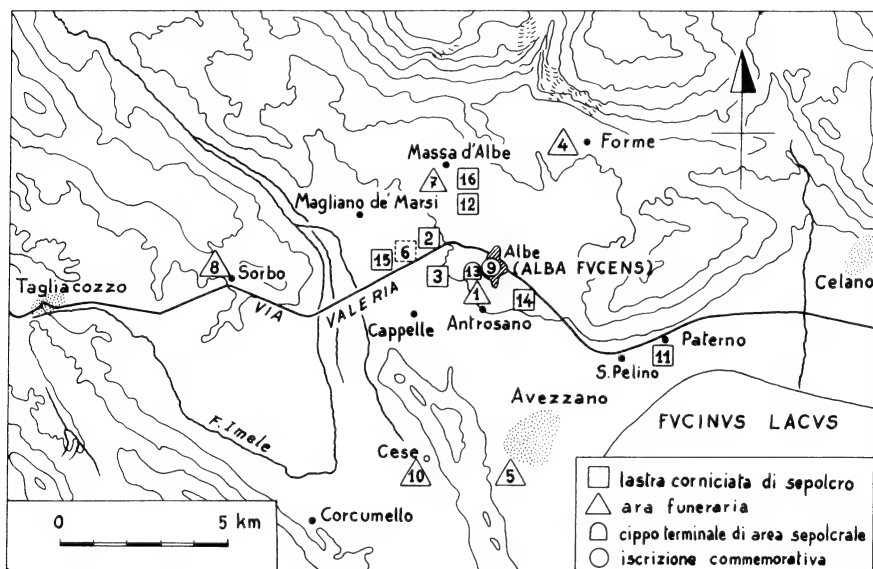 4
Forme
Massa d'Albe
7
16
12
Magliano de' Marsi
2
6
15
3
13
9
Albe
(ALBA FVCENS)
8
Sorbo
Tagliacozzo
VIA
VALERIA
1
14
Antrosano
Cappelle
Celano
Paterno
11
S. Pelino
Avezzano
FVCINVS LACVS
F. Imele
Cese
10
5
Corcumello
0 5 km
lastra corniciata di sepolcro
ara funeraria
cippo terminale di area sepolcrale
iscrizione commemorativa